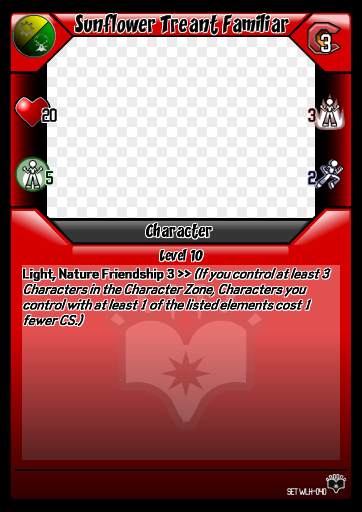 Sunflower Treant Familiar
3
20
3
5
2
Character
Level 10
Light, Nature Friendship 3 >> (If you control at least 3
Characters in the Character Zone, Characters you
control with at least 1 of the listed elements cost 1
fewer CS.)
SET WLH-040